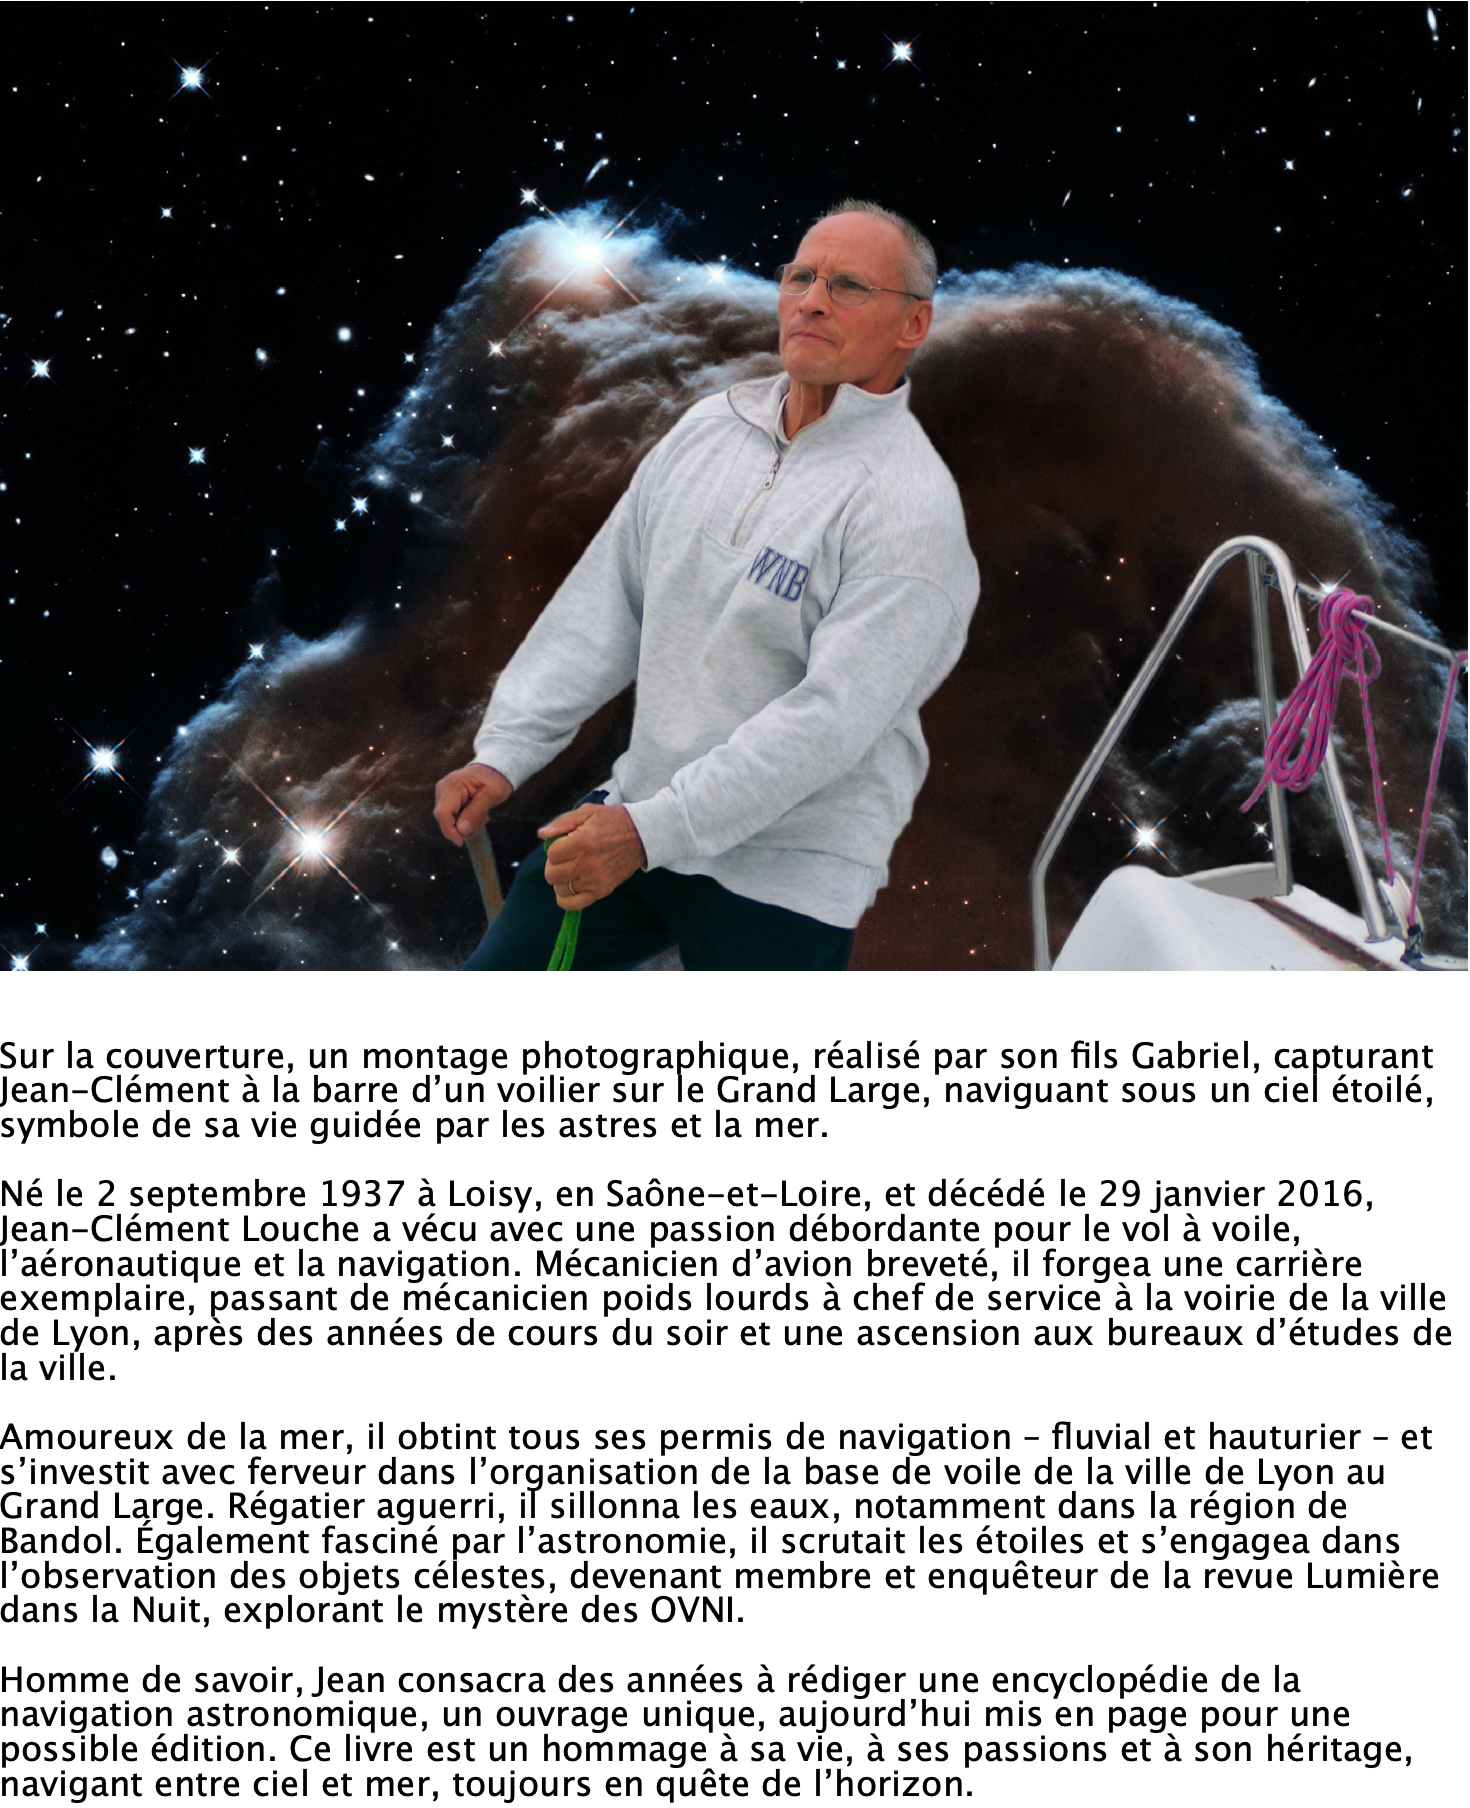 WNB
Sur la couverture, un montage photographique, réalisé par son fils Gabriel, capturant
Jean-Clément à la barre d’un voilier sur le Grand Large, naviguant sous un ciel étoilé,
symbole de sa vie guidée par les astres et la mer.
Né le 2 septembre 1937 à Loisy, en Saône-et-Loire, et décédé le 29 janvier 2016,
Jean-Clément Louche a vécu avec une passion débordante pour le vol à voile,
l’aéronautique et la navigation. Mécanicien d’avion breveté, il forgea une carrière
exemplaire, passant de mécanicien poids lourds à chef de service à la voirie de la ville
de Lyon, après des années de cours du soir et une ascension aux bureaux d’études de
la ville.
Amoureux de la mer, il obtint tous ses permis de navigation – fluvial et hauturier – et
s’investit avec ferveur dans l’organisation de la base de voile de la ville de Lyon au
Grand Large. Régatier aguerri, il sillonna les eaux, notamment dans la région de
Bandol. Également fasciné par l’astronomie, il scrutait les étoiles et s’engagea dans
l’observation des objets célestes, devenant membre et enquêteur de la revue Lumière
dans la Nuit, explorant le mystère des OVNI.
Homme de savoir, Jean consacra des années à rédiger une encyclopédie de la
navigation astronomique, un ouvrage unique, aujourd’hui mis en page pour une
possible édition. Ce livre est un hommage à sa vie, à ses passions et à son héritage,
navigant entre ciel et mer, toujours en quête de l’horizon.